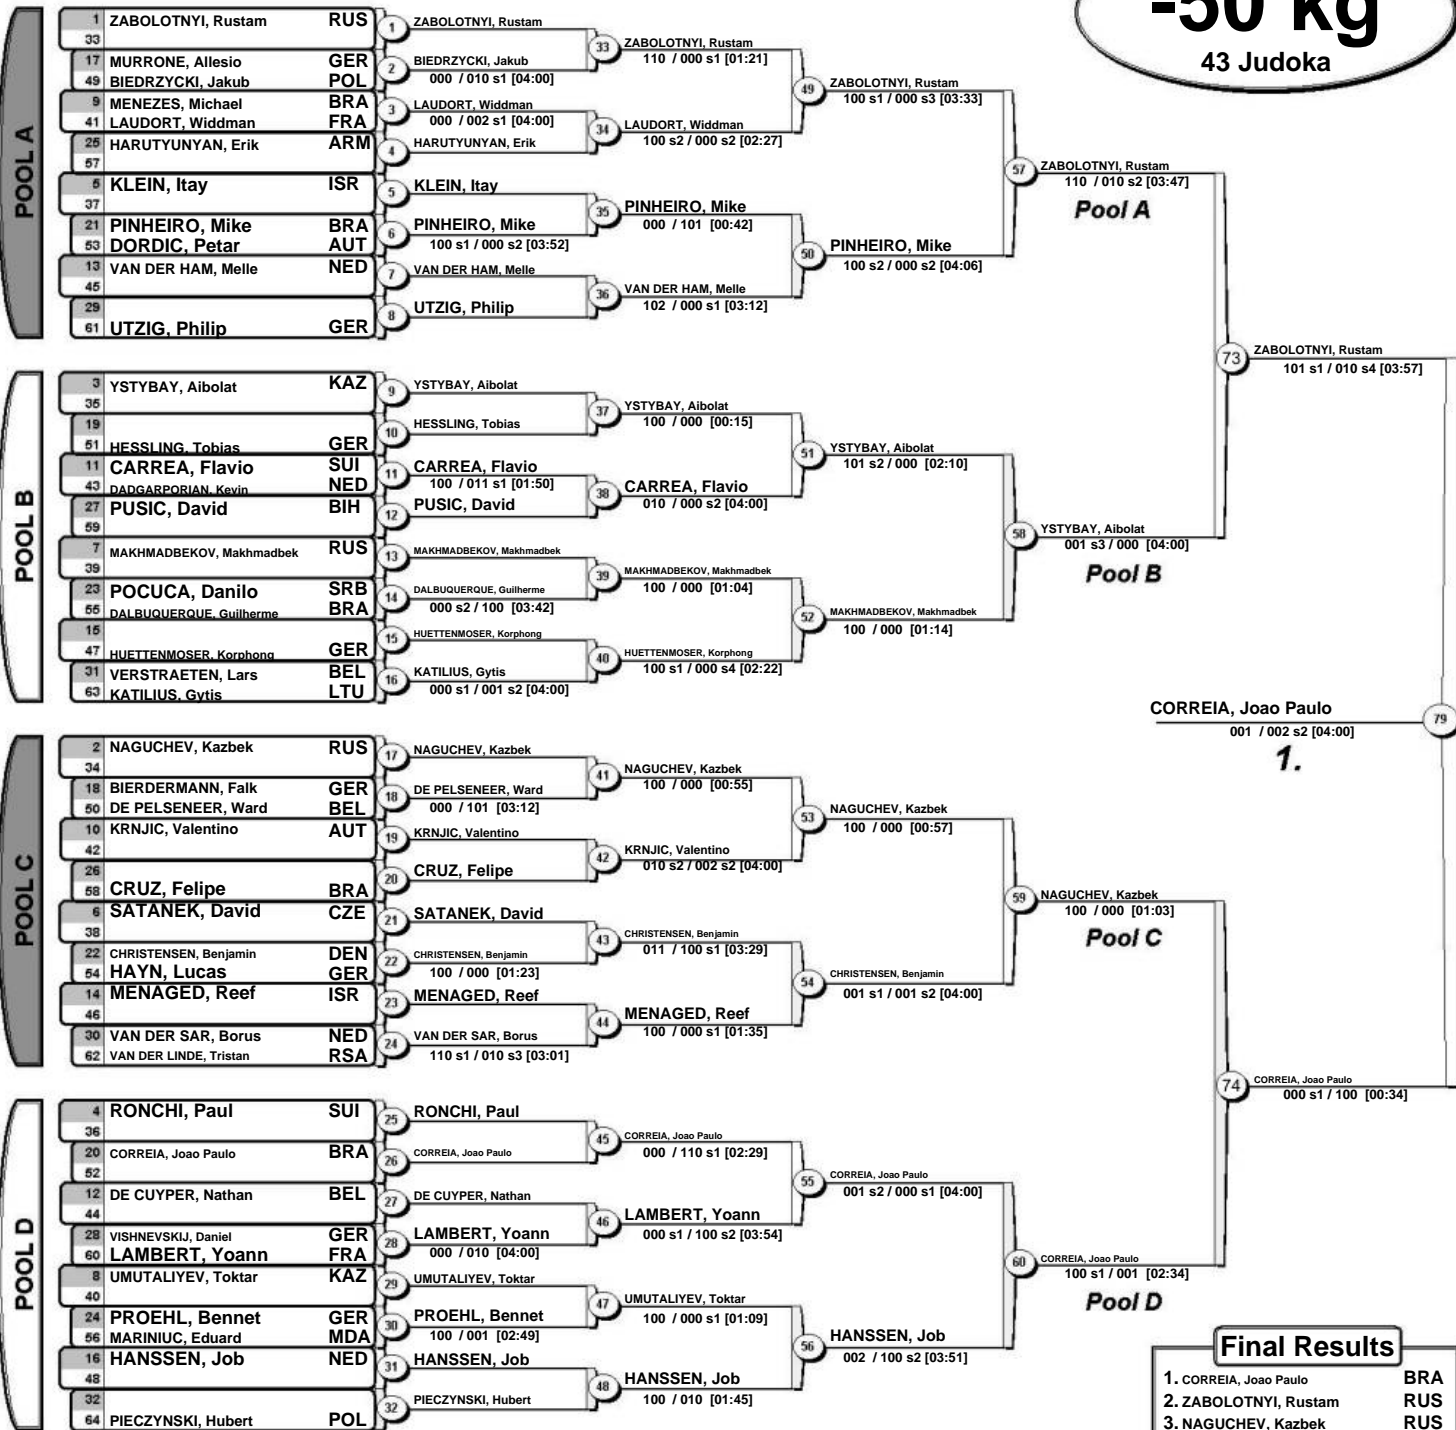 -50 kg
43 Judoka
POOL A
1 ZABOLOTNYI, Rustam RUS
33
17 MURRONE, Allesio GER
49 BIEDRZYCKI, Jakub POL
9 MENEZES, Michael BRA
41 LAUDORT, Widdman FRA
25 HARUTYUNYAN, Erik ARM
57
5 KLEIN, Itay ISR
37
21 PINHEIRO, Mike BRA
53 DORDIC, Petar AUT
13 VAN DER HAM, Melle NED
45
29
61 UTZIG, Philip GER
1 ZABOLOTNYI, Rustam
2 BIEDRZYCKI, Jakub
000 / 010 s1 [04:00]
3 LAUDORT, Widdman
000 / 002 s1 [04:00]
4 HARUTYUNYAN, Erik
5 KLEIN, Itay
6 PINHEIRO, Mike
100 s1 / 000 s2 [03:52]
7 VAN DER HAM, Melle
8 UTZIG, Philip
33 ZABOLOTNYI, Rustam
110 / 000 s1 [01:21]
34 LAUDORT, Widdman
100 s2 / 000 s2 [02:27]
35 PINHEIRO, Mike
000 / 101 [00:42]
36 VAN DER HAM, Melle
102 / 000 s1 [03:12]
49 ZABOLOTNYI, Rustam
100 s1 / 000 s3 [03:33]
50 PINHEIRO, Mike
100 s2 / 000 s2 [04:06]
57 ZABOLOTNYI, Rustam
110 / 010 s2 [03:47]
Pool A
POOL B
3 YSTYBAY, Aibolat KAZ
35
19
51 HESSLING, Tobias GER
11 CARREA, Flavio SUI
43 DADGARPORIAN, Kevin NED
27 PUSIC, David BIH
59
7 MAKHMADBEKOV, Makhmadbek RUS
39
23 POCUCA, Danilo SRB
55 DALBUQUERQUE, Guilherme BRA
15
47 HUETTENMOSER, Korphong GER
31 VERSTRAETEN, Lars BEL
63 KATILIUS, Gytis LTU
9 YSTYBAY, Aibolat
10 HESSLING, Tobias
11 CARREA, Flavio
100 / 011 s1 [01:50]
12 PUSIC, David
13 MAKHMADBEKOV, Makhmadbek
14 DALBUQUERQUE, Guilherme
000 s2 / 100 [03:42]
15 HUETTENMOSER, Korphong
16 KATILIUS, Gytis
000 s1 / 001 s2 [04:00]
37 YSTYBAY, Aibolat
100 / 000 [00:15]
38 CARREA, Flavio
010 / 000 s2 [04:00]
39 MAKHMADBEKOV, Makhmadbek
100 / 000 [01:04]
40 HUETTENMOSER, Korphong
100 s1 / 000 s4 [02:22]
51 YSTYBAY, Aibolat
101 s2 / 000 [02:10]
52 MAKHMADBEKOV, Makhmadbek
100 / 000 [01:14]
58 YSTYBAY, Aibolat
001 s3 / 000 [04:00]
Pool B
73 ZABOLOTNYI, Rustam
101 s1 / 010 s4 [03:57]
CORREIA, Joao Paulo 79
001 / 002 s2 [04:00]
1.
POOL C
2 NAGUCHEV, Kazbek RUS
34
18 BIERDERMANN, Falk GER
50 DE PELSENEER, Ward BEL
10 KRNJIC, Valentino AUT
42
26
58 CRUZ, Felipe BRA
6 SATANEK, David CZE
38
22 CHRISTENSEN, Benjamin DEN
54 HAYN, Lucas GER
14 MENAGED, Reef ISR
46
30 VAN DER SAR, Borus NED
62 VAN DER LINDE, Tristan RSA
17 NAGUCHEV, Kazbek
18 DE PELSENEER, Ward
000 / 101 [03:12]
19 KRNJIC, Valentino
20 CRUZ, Felipe
21 SATANEK, David
22 CHRISTENSEN, Benjamin
100 / 000 [01:23]
23 MENAGED, Reef
24 VAN DER SAR, Borus
110 s1 / 010 s3 [03:01]
41 NAGUCHEV, Kazbek
100 / 000 [00:55]
42 KRNJIC, Valentino
010 s2 / 002 s2 [04:00]
43 CHRISTENSEN, Benjamin
011 / 100 s1 [03:29]
44 MENAGED, Reef
100 / 000 s1 [01:35]
53 NAGUCHEV, Kazbek
100 / 000 [00:57]
54 CHRISTENSEN, Benjamin
001 s1 / 001 s2 [04:00]
59 NAGUCHEV, Kazbek
100 / 000 [01:03]
Pool C
POOL D
4 RONCHI, Paul SUI
36
20 CORREIA, Joao Paulo BRA
52
12 DE CUYPER, Nathan BEL
44
28 VISHNEVSKIJ, Daniel GER
60 LAMBERT, Yoann FRA
8 UMUTALIYEV, Toktar KAZ
40
24 PROEHL, Bennet GER
56 MARINIUC, Eduard MDA
16 HANSSEN, Job NED
48
32
64 PIECZYNSKI, Hubert POL
25 RONCHI, Paul
26 CORREIA, Joao Paulo
27 DE CUYPER, Nathan
28 LAMBERT, Yoann
000 / 010 [04:00]
29 UMUTALIYEV, Toktar
30 PROEHL, Bennet
100 / 001 [02:49]
31 HANSSEN, Job
32 PIECZYNSKI, Hubert
45 CORREIA, Joao Paulo
000 / 110 s1 [02:29]
46 LAMBERT, Yoann
000 s1 / 100 s2 [03:54]
47 UMUTALIYEV, Toktar
100 / 000 s1 [01:09]
48 HANSSEN, Job
100 / 010 [01:45]
55 CORREIA, Joao Paulo
001 s2 / 000 s1 [04:00]
56 HANSSEN, Job
002 / 100 s2 [03:51]
60 CORREIA, Joao Paulo
100 s1 / 001 [02:34]
Pool D
74 CORREIA, Joao Paulo
000 s1 / 100 [00:34]
Final Results
1. CORREIA, Joao Paulo BRA
2. ZABOLOTNYI, Rustam RUS
3. NAGUCHEV, Kazbek RUS